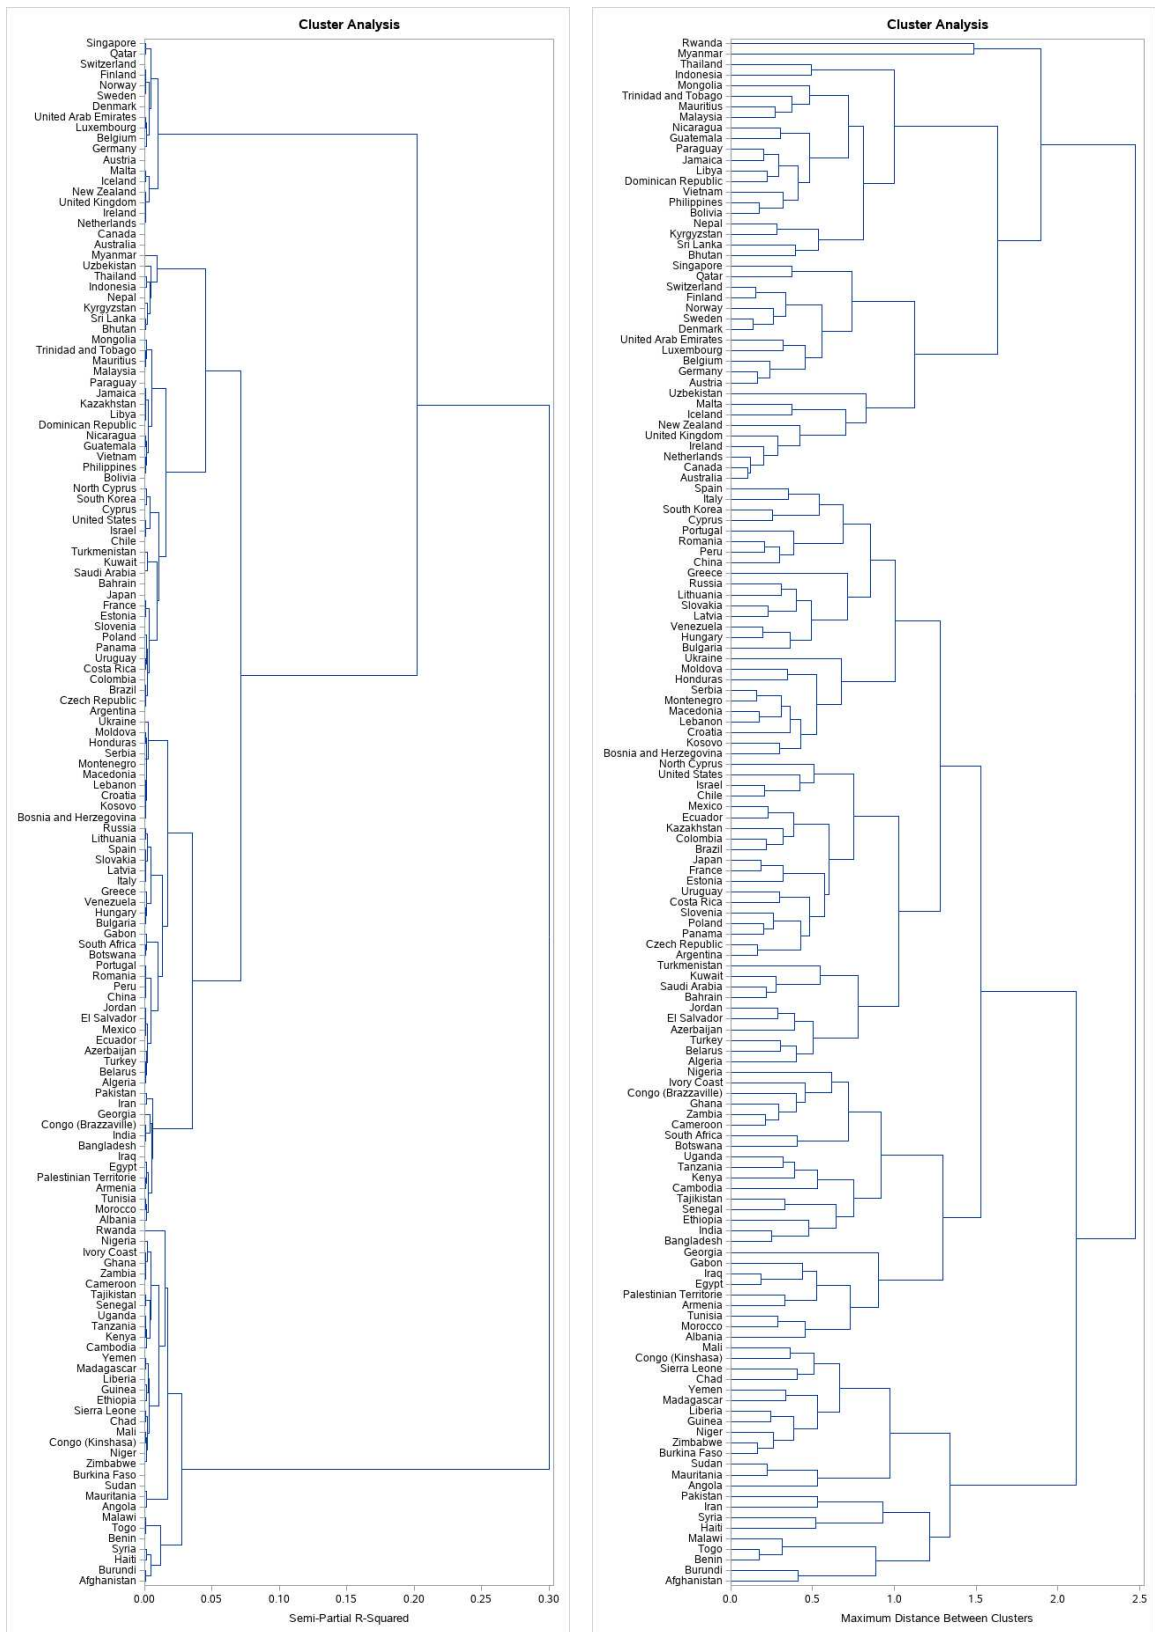 Cluster Analysis
Singapore
Qatar
Switzerland
Finland
Norway
Sweden
Denmark
United Arab Emirates
Luxembourg
Belgium
Germany
Austria
Malta
Iceland
New Zealand
United Kingdom
Ireland
Netherlands
Canada
Australia
Myanmar
Uzbekistan
Thailand
Indonesia
Nepal
Kyrgyzstan
Sri Lanka
Bhutan
Mongolia
Trinidad and Tobago
Mauritius
Malaysia
Paraguay
Jamaica
Kazakhstan
Libya
Dominican Republic
Nicaragua
Guatemala
Vietnam
Philippines
Bolivia
North Cyprus
South Korea
Cyprus
United States
Israel
Chile
Turkmenistan
Kuwait
Saudi Arabia
Bahrain
Japan
France
Estonia
Slovenia
Poland
Panama
Uruguay
Costa Rica
Colombia
Brazil
Czech Republic
Argentina
Ukraine
Moldova
Honduras
Serbia
Montenegro
Macedonia
Lebanon
Croatia
Kosovo
Bosnia and Herzegovina
Russia
Lithuania
Spain
Slovakia
Latvia
Italy
Greece
Venezuela
Hungary
Bulgaria
Gabon
South Africa
Botswana
Portugal
Romania
Peru
China
Jordan
El Salvador
Mexico
Ecuador
Azerbaijan
Turkey
Belarus
Algeria
Pakistan
Iran
Georgia
Congo (Brazzaville)
India
Bangladesh
Iraq
Egypt
Palestinian Territorie
Armenia
Tunisia
Morocco
Albania
Rwanda
Nigeria
Ivory Coast
Ghana
Zambia
Cameroon
Tajikistan
Senegal
Uganda
Tanzania
Kenya
Cambodia
Yemen
Madagascar
Liberia
Guinea
Ethiopia
Sierra Leone
Chad
Mali
Congo (Kinshasa)
Niger
Zimbabwe
Burkina Faso
Sudan
Mauritania
Angola
Malawi
Togo
Benin
Syria
Haiti
Burundi
Afghanistan
0.00 0.05 0.10 0.15 0.20 0.25 0.30
Semi-Partial R-Squared
Cluster Analysis
Rwanda
Myanmar
Thailand
Indonesia
Mongolia
Trinidad and Tobago
Mauritius
Malaysia
Nicaragua
Guatemala
Paraguay
Jamaica
Libya
Dominican Republic
Vietnam
Philippines
Bolivia
Nepal
Kyrgyzstan
Sri Lanka
Bhutan
Singapore
Qatar
Switzerland
Finland
Norway
Sweden
Denmark
United Arab Emirates
Luxembourg
Belgium
Germany
Austria
Uzbekistan
Malta
Iceland
New Zealand
United Kingdom
Ireland
Netherlands
Canada
Australia
Spain
Italy
South Korea
Cyprus
Portugal
Romania
Peru
China
Greece
Russia
Lithuania
Slovakia
Latvia
Venezuela
Hungary
Bulgaria
Ukraine
Moldova
Honduras
Serbia
Montenegro
Macedonia
Lebanon
Croatia
Kosovo
Bosnia and Herzegovina
North Cyprus
United States
Israel
Chile
Mexico
Ecuador
Kazakhstan
Colombia
Brazil
Japan
France
Estonia
Uruguay
Costa Rica
Slovenia
Poland
Panama
Czech Republic
Argentina
Turkmenistan
Kuwait
Saudi Arabia
Bahrain
Jordan
El Salvador
Azerbaijan
Turkey
Belarus
Algeria
Nigeria
Ivory Coast
Congo (Brazzaville)
Ghana
Zambia
Cameroon
South Africa
Botswana
Uganda
Tanzania
Kenya
Cambodia
Tajikistan
Senegal
Ethiopia
India
Bangladesh
Georgia
Gabon
Iraq
Egypt
Palestinian Territorie
Armenia
Tunisia
Morocco
Albania
Mali
Congo (Kinshasa)
Sierra Leone
Chad
Yemen
Madagascar
Liberia
Guinea
Niger
Zimbabwe
Burkina Faso
Sudan
Mauritania
Angola
Pakistan
Iran
Syria
Haiti
Malawi
Togo
Benin
Burundi
Afghanistan
0.0 0.5 1.0 1.5 2.0 2.5
Maximum Distance Between Clusters